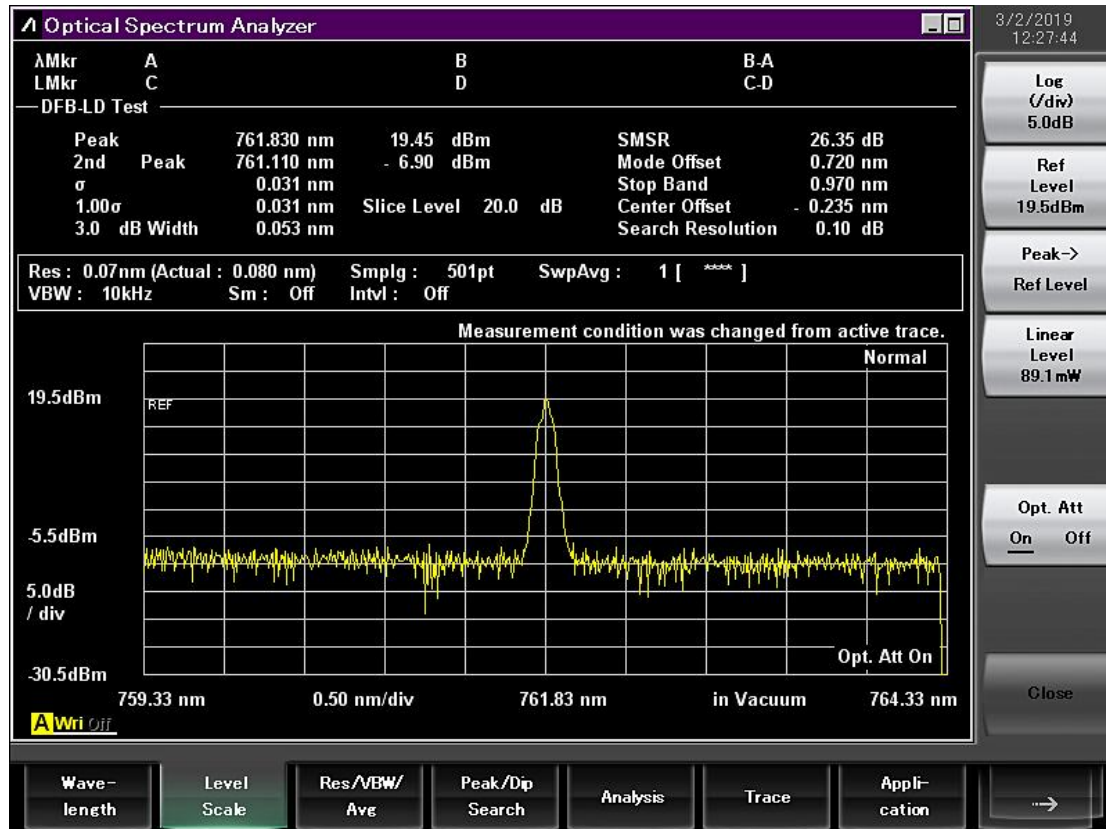 Optical Spectrum Analyzer
3/2/2019
12:27:44
λMkr A B B-A
LMkr C D C-D
DFB-LD Test
Peak 761.830 nm 19.45 dBm SMSR 26.35 dB
2nd Peak 761.110 nm - 6.90 dBm Mode Offset 0.720 nm
σ 0.031 nm Stop Band 0.970 nm
1.00σ 0.031 nm Slice Level 20.0 dB Center Offset - 0.235 nm
3.0 dB Width 0.053 nm Search Resolution 0.10 dB
Res : 0.07nm (Actual : 0.080 nm) Smplg : 501pt SwpAvg : 1 [ **** ]
VBW : 10kHz Sm : Off Intvl : Off
Measurement condition was changed from active trace.
Normal
19.5dBm
REF
-5.5dBm
5.0dB
/ div
Opt. Att On
-30.5dBm
759.33 nm 0.50 nm/div 761.83 nm in Vacuum 764.33 nm
A Wri Off
Log
(/div)
5.0dB
Ref
Level
19.5dBm
Peak->
Ref Level
Linear
Level
89.1mW
Opt. Att
On Off
Close
Wave-
length
Level
Scale
Res/VBW/
Avg
Peak/Dip
Search
Analysis
Trace
Appli-
cation